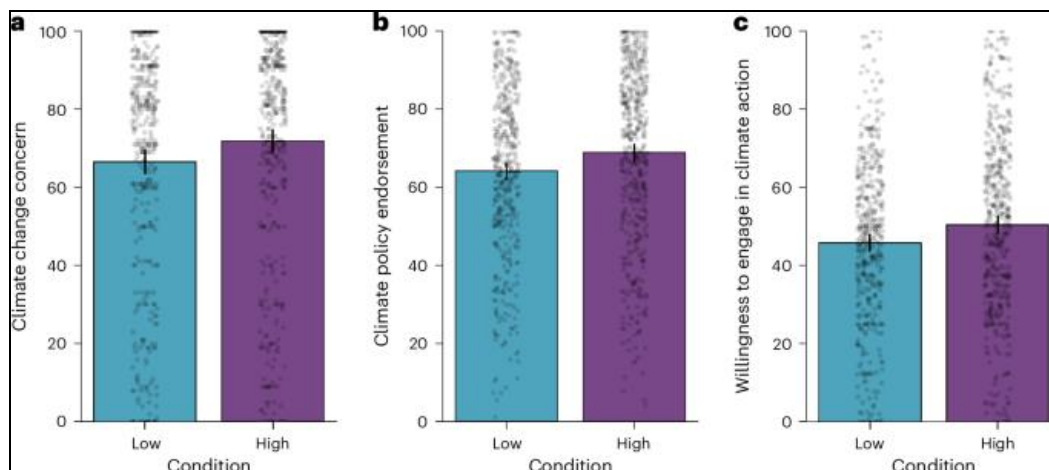 a
Climate change concern
100
80
60
40
20
0
Low
High
Condition
b
Climate policy endorsement
100
80
60
40
20
0
Low
High
Condition
c
Willingness to engage in climate action
100
80
60
40
20
0
Low
High
Condition